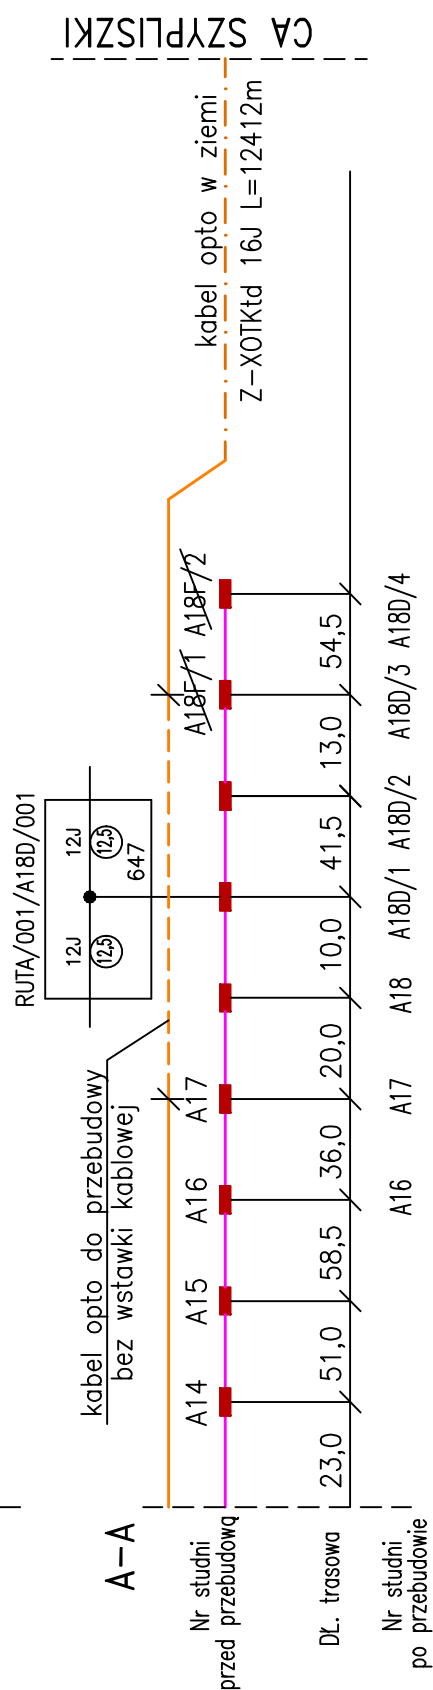 CA SZYPLISZKI
RUTA/001/A18D/001
12J
12J
12,5
12,5
647
kabel opto do przebudowy
bez wstawki kablowej
kabel opto w ziemi
Z-XOTKtd 16J L=12412m
A-A
Nr studni
przed przebudową
A14
A15
A16
A17
A18F/1
A18F/2
DŁ. trasowa
23,0
51,0
58,5
36,0
20,0
10,0
41,5
13,0
54,5
Nr studni
po przebudowie
A16
A17
A18
A18D/1
A18D/2
A18D/3
A18D/4